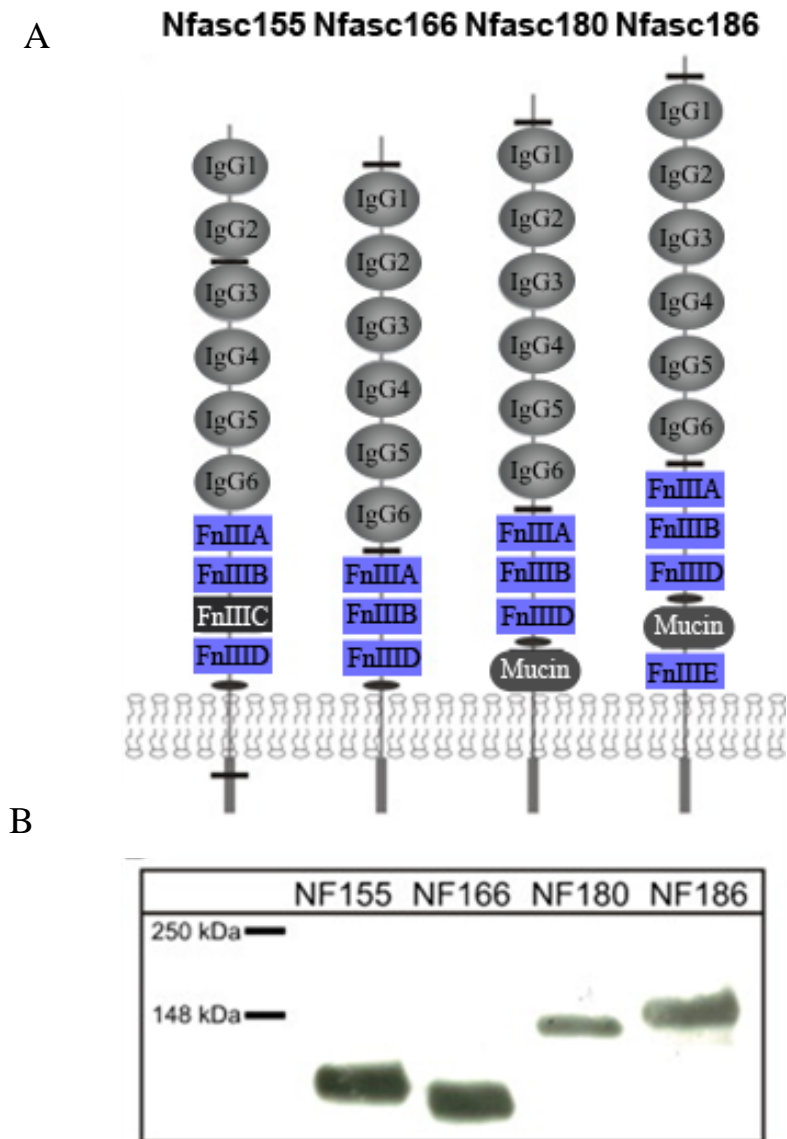 A
Nfasc155 Nfasc166 Nfasc180 Nfasc186
IgG1
IgG2
IgG3
IgG4
IgG5
IgG6
FnIIIA
FnIIIB
FnIIIC
FnIIID
IgG1
IgG2
IgG3
IgG4
IgG5
IgG6
FnIIIA
FnIIIB
FnIIID
IgG1
IgG2
IgG3
IgG4
IgG5
IgG6
FnIIIA
FnIIIB
FnIIID
Mucin
IgG1
IgG2
IgG3
IgG4
IgG5
IgG6
FnIIIA
FnIIIB
FnIIID
Mucin
FnIIIE
B
NF155 NF166 NF180 NF186
250 kDa
148 kDa